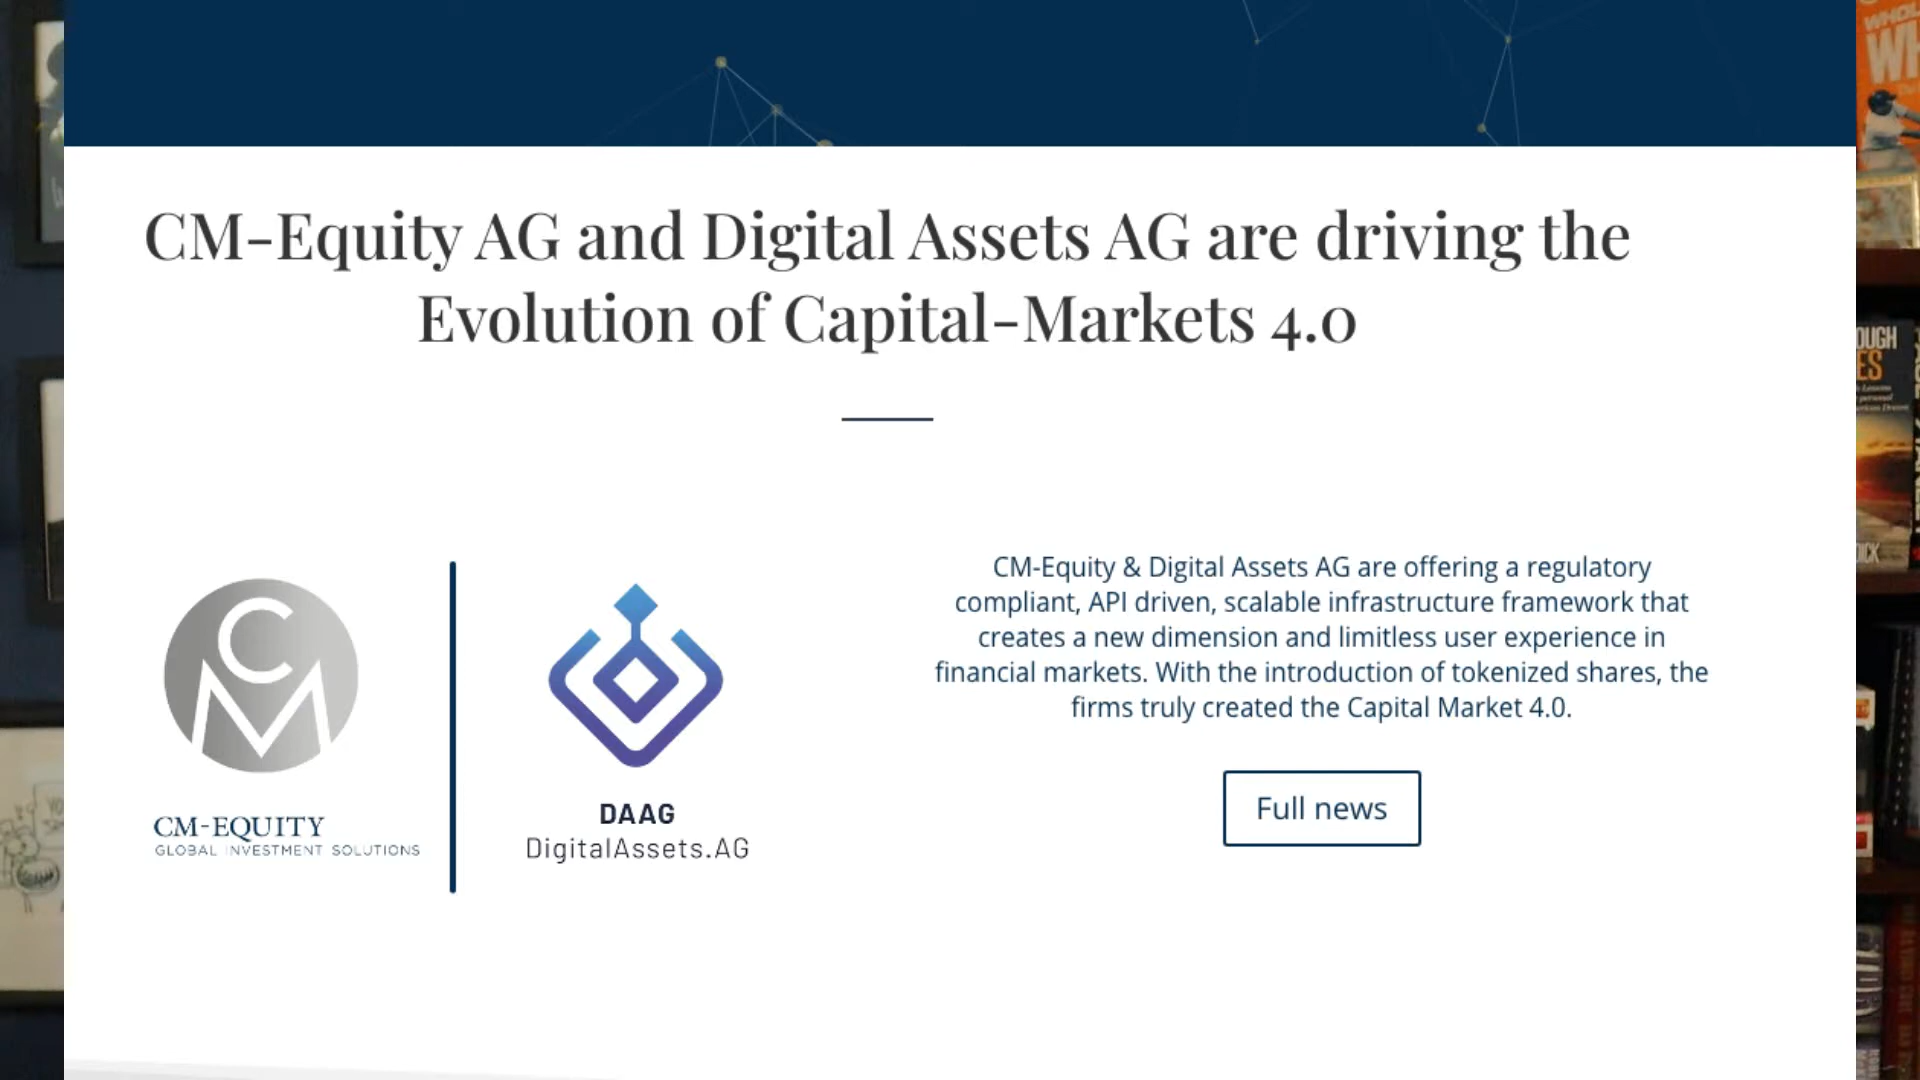 CM-Equity AG and Digital Assets AG are driving the
Evolution of Capital-Markets 4.0
CM-EQUITY
GLOBAL INVESTMENT SOLUTIONS
DAAG
DigitalAssets.AG
CM-Equity & Digital Assets AG are offering a regulatory
compliant, API driven, scalable infrastructure framework that
creates a new dimension and limitless user experience in
financial markets. With the introduction of tokenized shares, the
firms truly created the Capital Market 4.0.
Full news